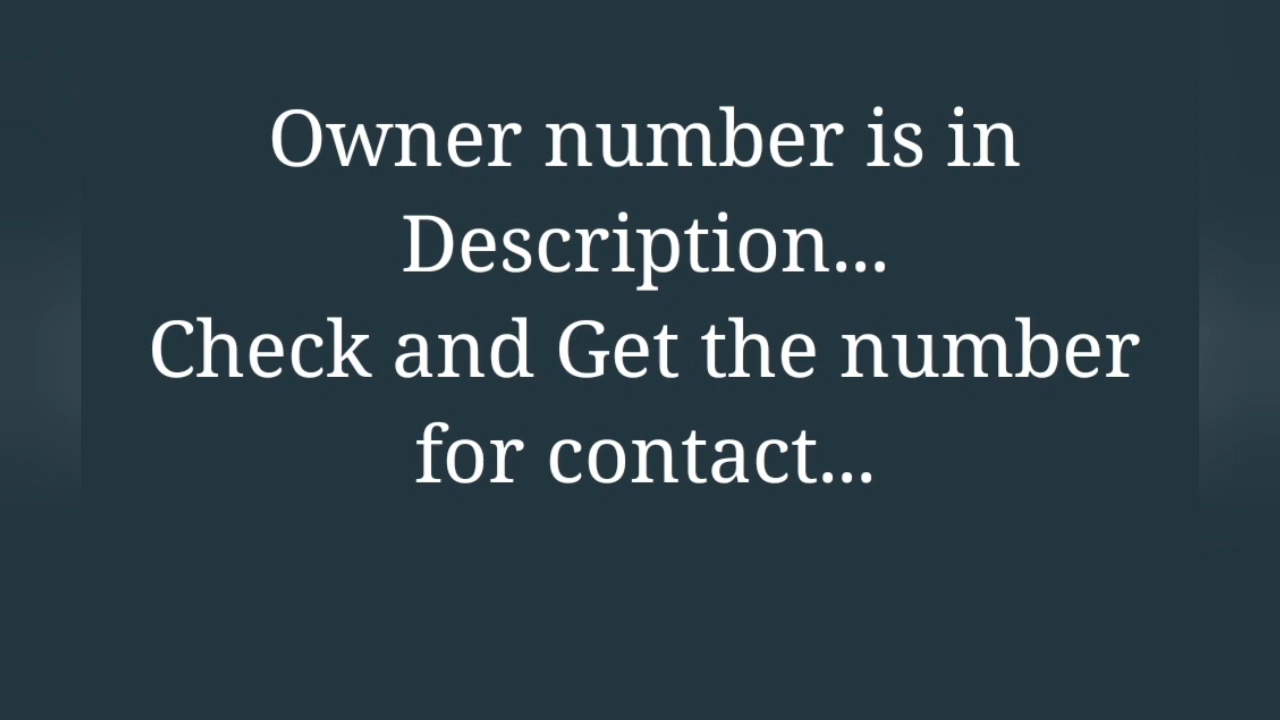 Owner number is in
Description...
Check and Get the number
for contact...